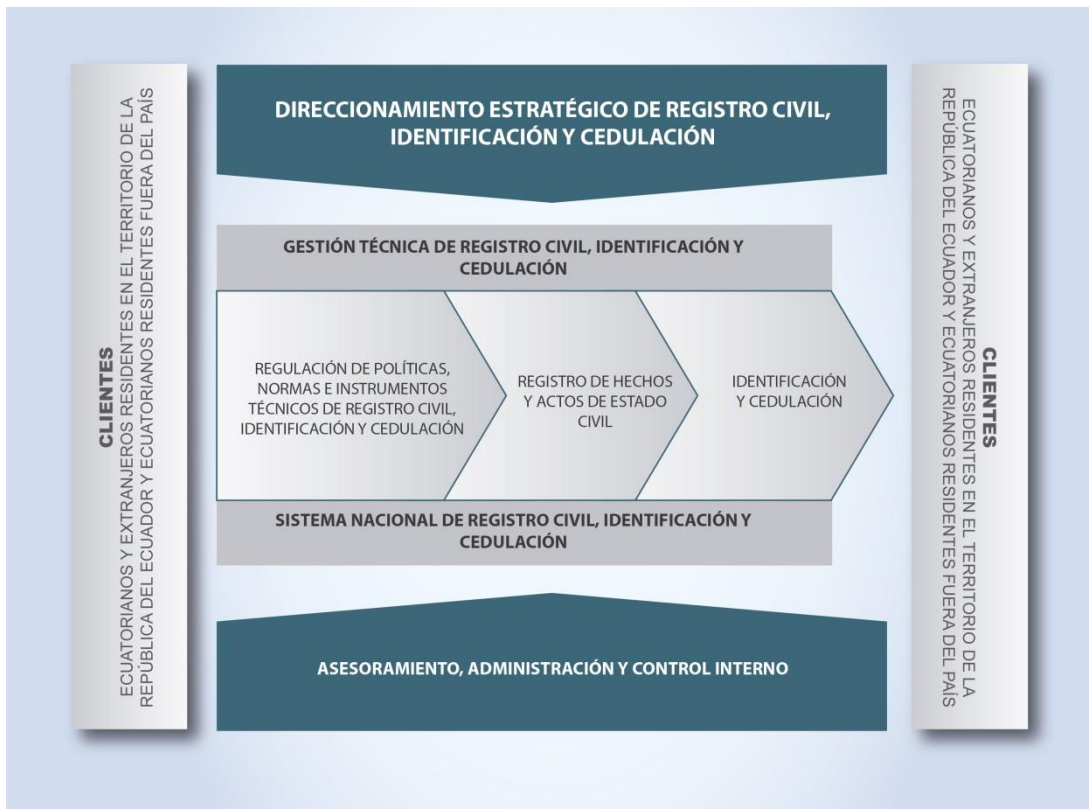 CLIENTES
ECUATORIANOS Y EXTRANJEROS RESIDENTES EN EL TERRITORIO DE LA
REPÚBLICA DEL ECUADOR Y ECUATORIANOS RESIDENTES FUERA DEL PAÍS
DIRECCIONAMIENTO ESTRATÉGICO DE REGISTRO CIVIL,
IDENTIFICACIÓN Y CEDULACIÓN
GESTIÓN TÉCNICA DE REGISTRO CIVIL, IDENTIFICACIÓN Y
CEDULACIÓN
REGULACIÓN DE POLÍTICAS,
NORMAS E INSTRUMENTOS
TÉCNICOS DE REGISTRO CIVIL,
IDENTIFICACIÓN Y CEDULACIÓN
REGISTRO DE HECHOS
Y ACTOS DE ESTADO
CIVIL
IDENTIFICACIÓN
Y CEDULACIÓN
SISTEMA NACIONAL DE REGISTRO CIVIL, IDENTIFICACIÓN Y
CEDULACIÓN
ASESORAMIENTO, ADMINISTRACIÓN Y CONTROL INTERNO
CLIENTES
ECUATORIANOS Y EXTRANJEROS RESIDENTES EN EL TERRITORIO DE LA
REPÚBLICA DEL ECUADOR Y ECUATORIANOS RESIDENTES FUERA DEL PAÍS